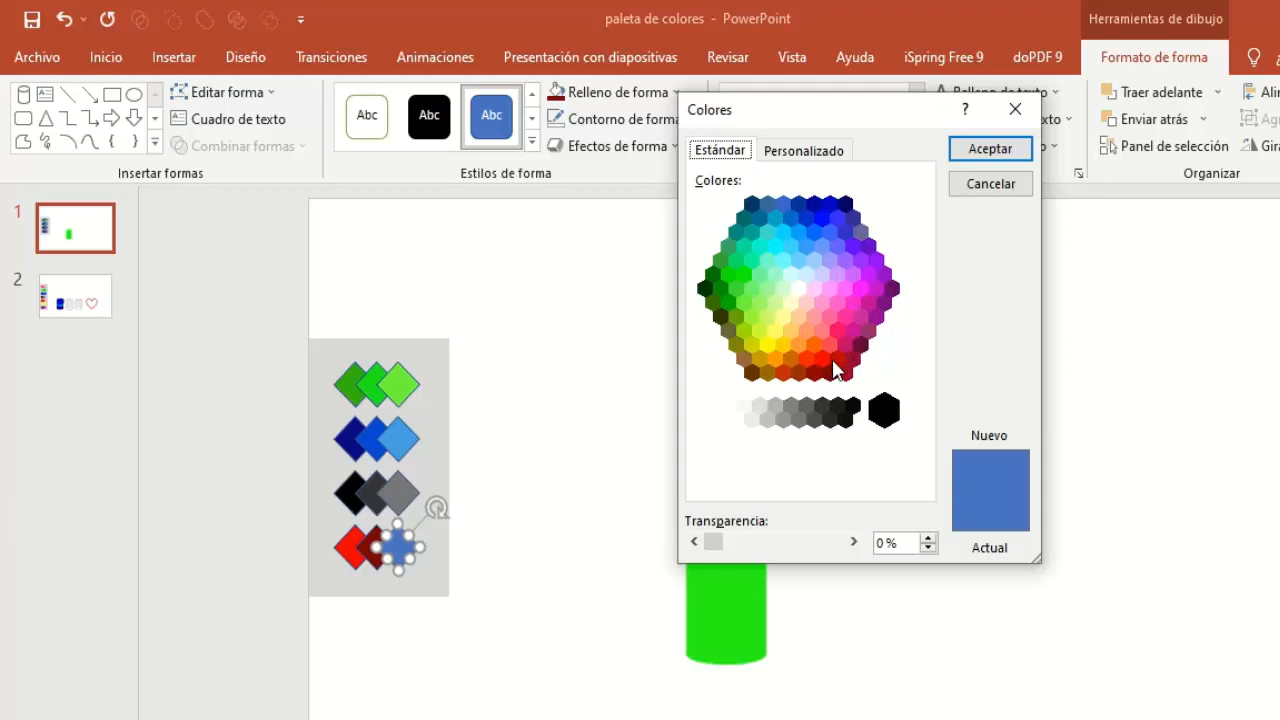 paleta de colores - PowerPoint
Herramientas de dibujo
Archivo Inicio Insertar Diseño Transiciones Animaciones Presentación con diapositivas Revisar Vista Ayuda iSpring Free 9 doPDF 9 Formato de forma
Editar forma
Cuadro de texto
Combinar formas
Insertar formas
Abc Abc Abc
Relleno de forma
Contorno de forma
Efectos de forma
Estilos de forma
Traer adelante
Enviar atrás
Panel de selección
Organizar
Colores
?
Estándar Personalizado
Colores:
Aceptar
Cancelar
Nuevo
Actual
Transparencia:
0 %
1
2